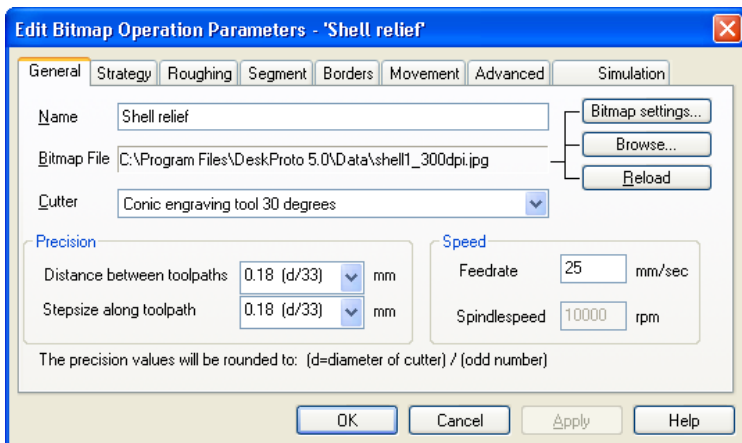 Edit Bitmap Operation Parameters - 'Shell relief'
General Strategy Roughing Segment Borders Movement Advanced Simulation
Name Shell relief Bitmap settings...
Bitmap File C:\Program Files\DeskProto 5.0\Data\shell1_300dpi.jpg Browse...
Reload
Cutter Conic engraving tool 30 degrees
Precision Speed
Distance between toolpaths 0.18 (d/33) mm Feedrate 25 mm/sec
Stepsize along toolpath 0.18 (d/33) mm Spindlespeed 10000 rpm
The precision values will be rounded to: (d=diameter of cutter) / (odd number)
OK Cancel Apply Help